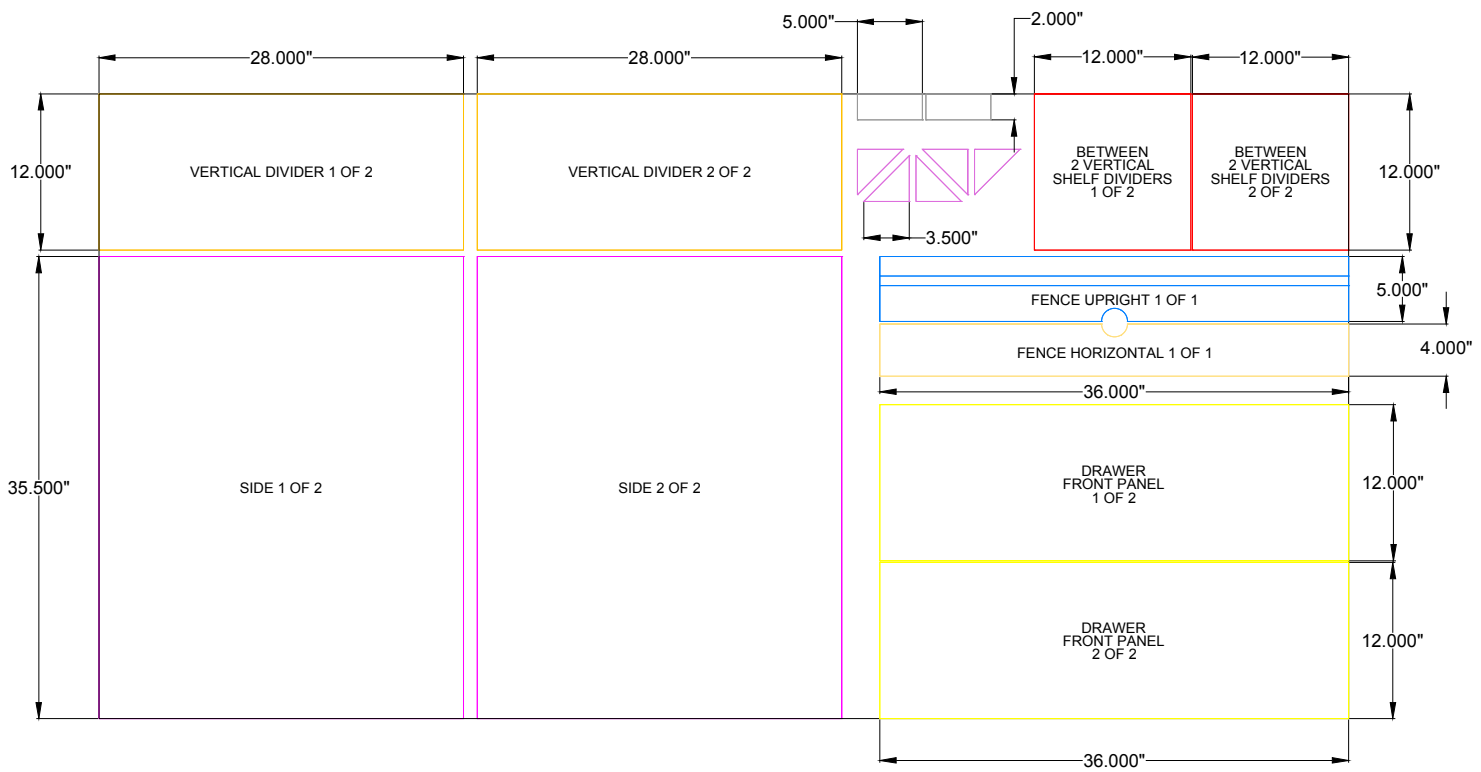 5.000"
2.000"
28.000"
28.000"
12.000"
12.000"
12.000"
VERTICAL DIVIDER 1 OF 2
VERTICAL DIVIDER 2 OF 2
BETWEEN
2 VERTICAL
SHELF DIVIDERS
1 OF 2
BETWEEN
2 VERTICAL
SHELF DIVIDERS
2 OF 2
12.000"
3.500"
FENCE UPRIGHT 1 OF 1
5.000"
FENCE HORIZONTAL 1 OF 1
4.000"
36.000"
35.500"
SIDE 1 OF 2
SIDE 2 OF 2
DRAWER
FRONT PANEL
1 OF 2
12.000"
DRAWER
FRONT PANEL
2 OF 2
12.000"
36.000"